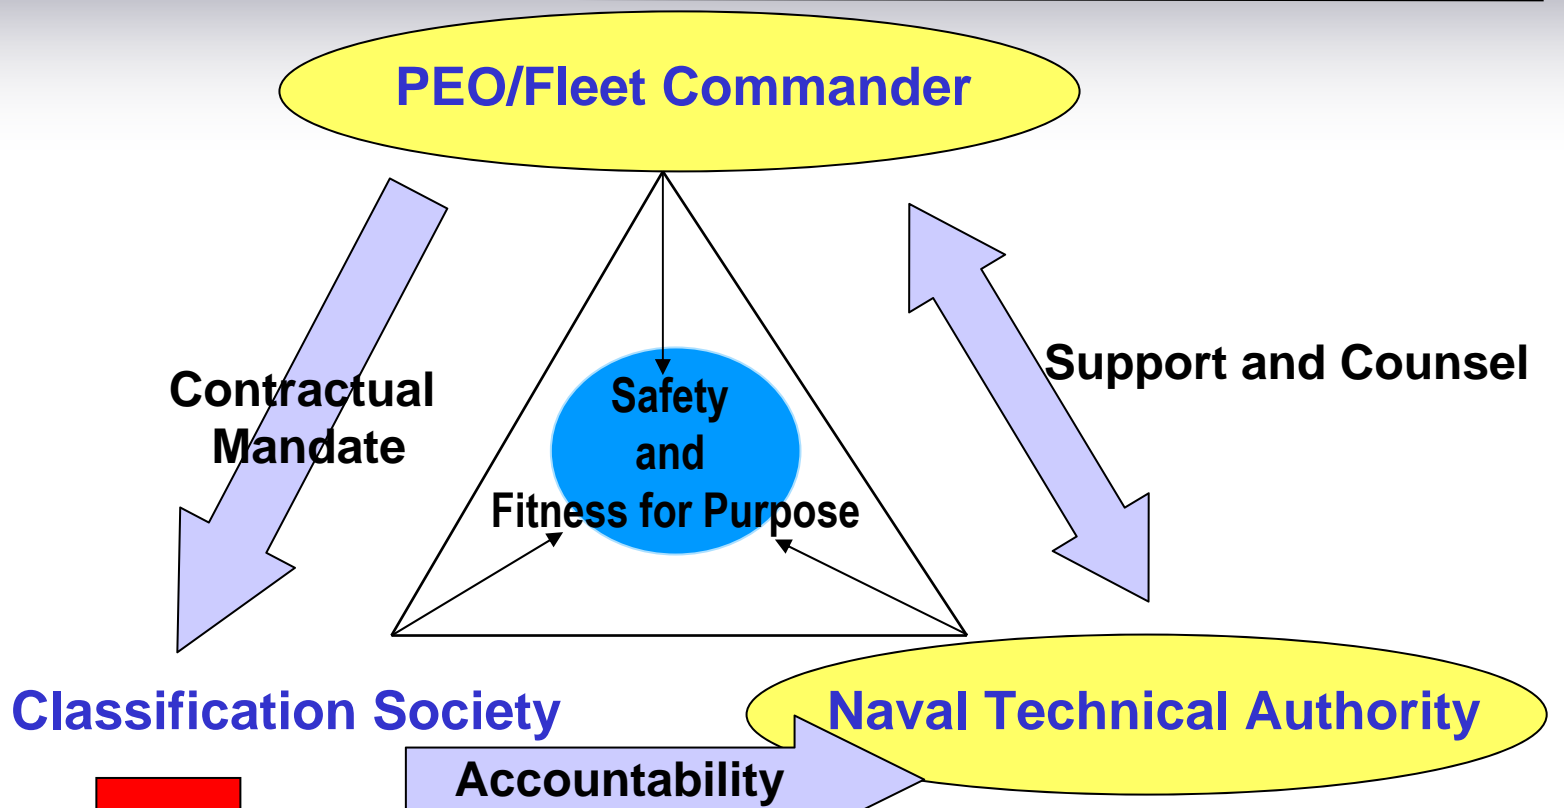 PEO/Fleet Commander
Contractual
Mandate
Support and Counsel
Safety
and
Fitness for Purpose
Classification Society
Naval Technical Authority
Accountability